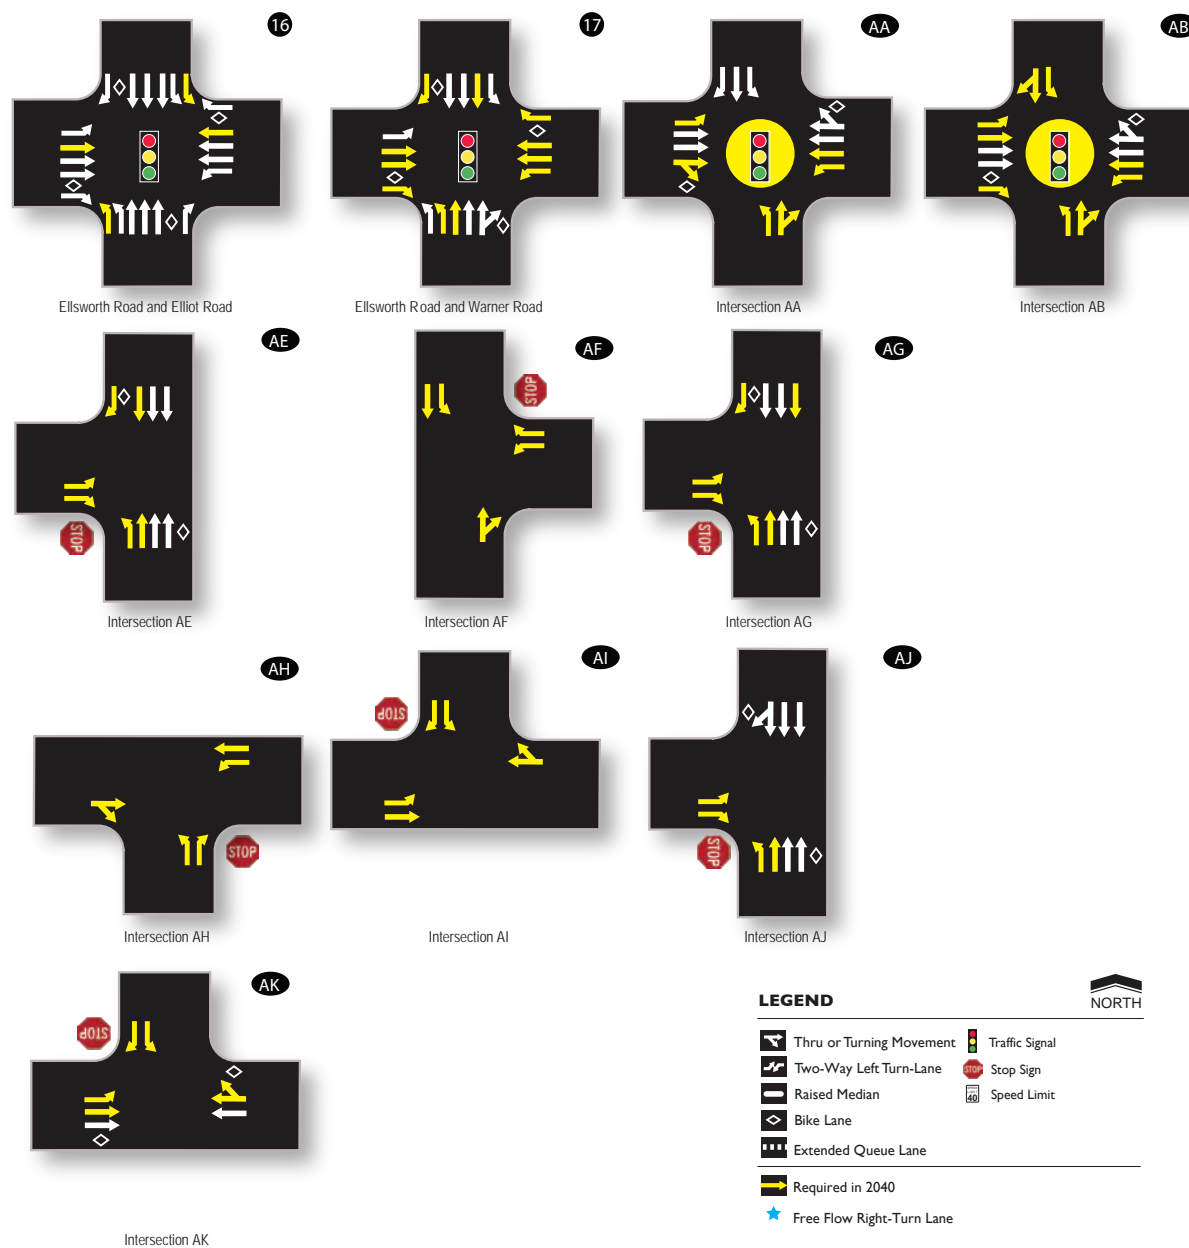 16
17
AA
AB
Ellsworth Road and Elliot Road
Ellsworth Road and Warner Road
Intersection AA
Intersection AB
AE
AF
AG
STOP
STOP
STOP
Intersection AE
Intersection AF
Intersection AG
AH
AI
AJ
STOP
STOP
STOP
Intersection AH
Intersection AI
Intersection AJ
AK
STOP
Intersection AK
LEGEND
NORTH
Thru or Turning Movement
Traffic Signal
Two-Way Left Turn-Lane
STOP
Stop Sign
Raised Median
40
Speed Limit
Bike Lane
Extended Queue Lane
Required in 2040
Free Flow Right-Turn Lane